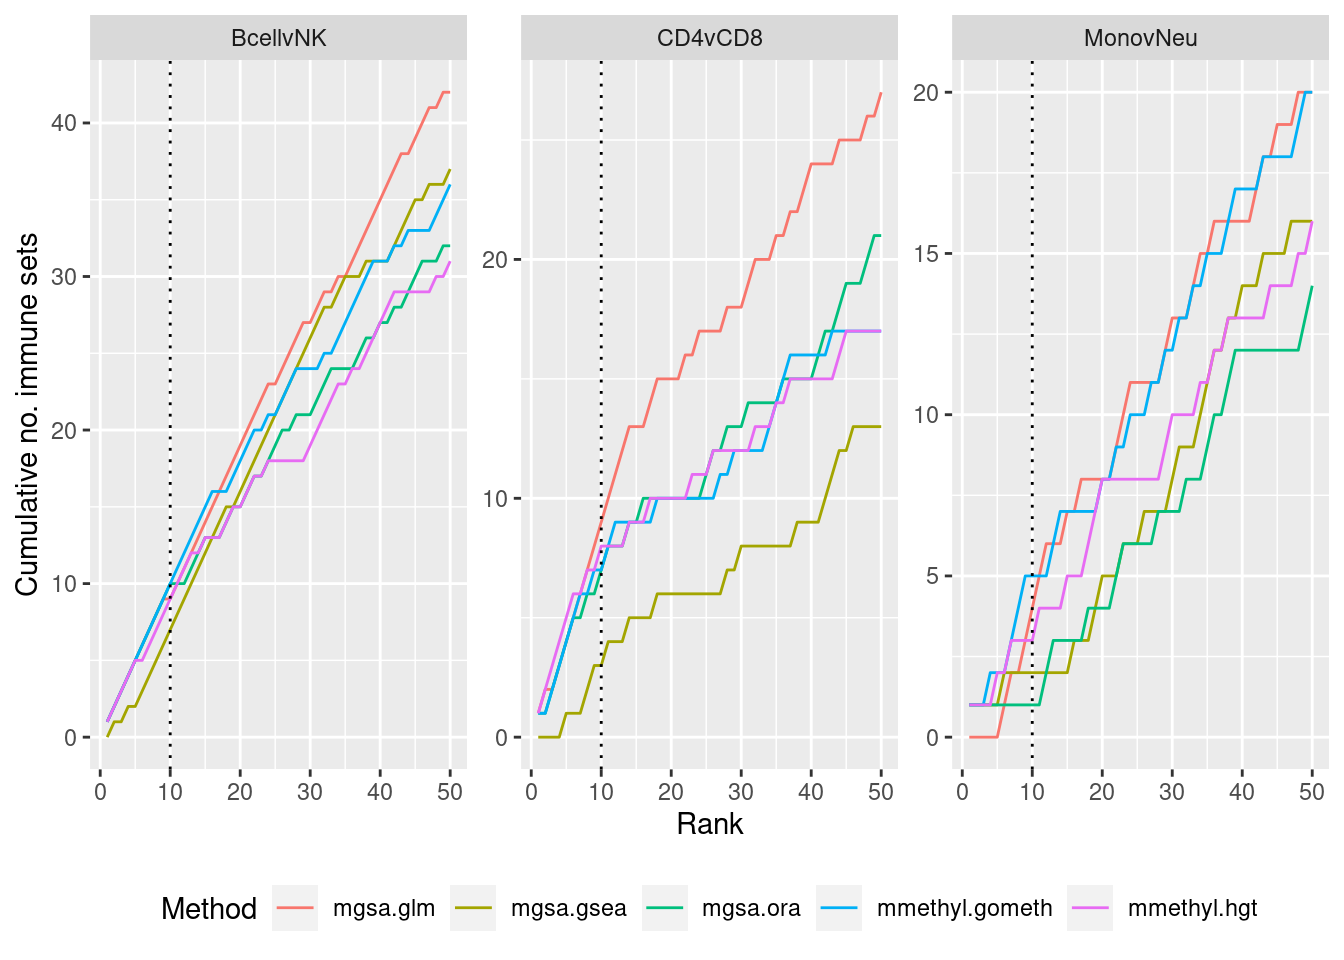 BcellvNK CD4vCD8 MonovNeu
Cumulative no. immune sets
40
30
20
10
0
20
10
0
20
15
10
5
0
0 10 20 30 40 50 0 10 20 30 40 50 0 10 20 30 40 50
Rank
Method mgsa.glm mgsa.gsea mgsa.ora mmethyl.gometh mmethyl.hgt